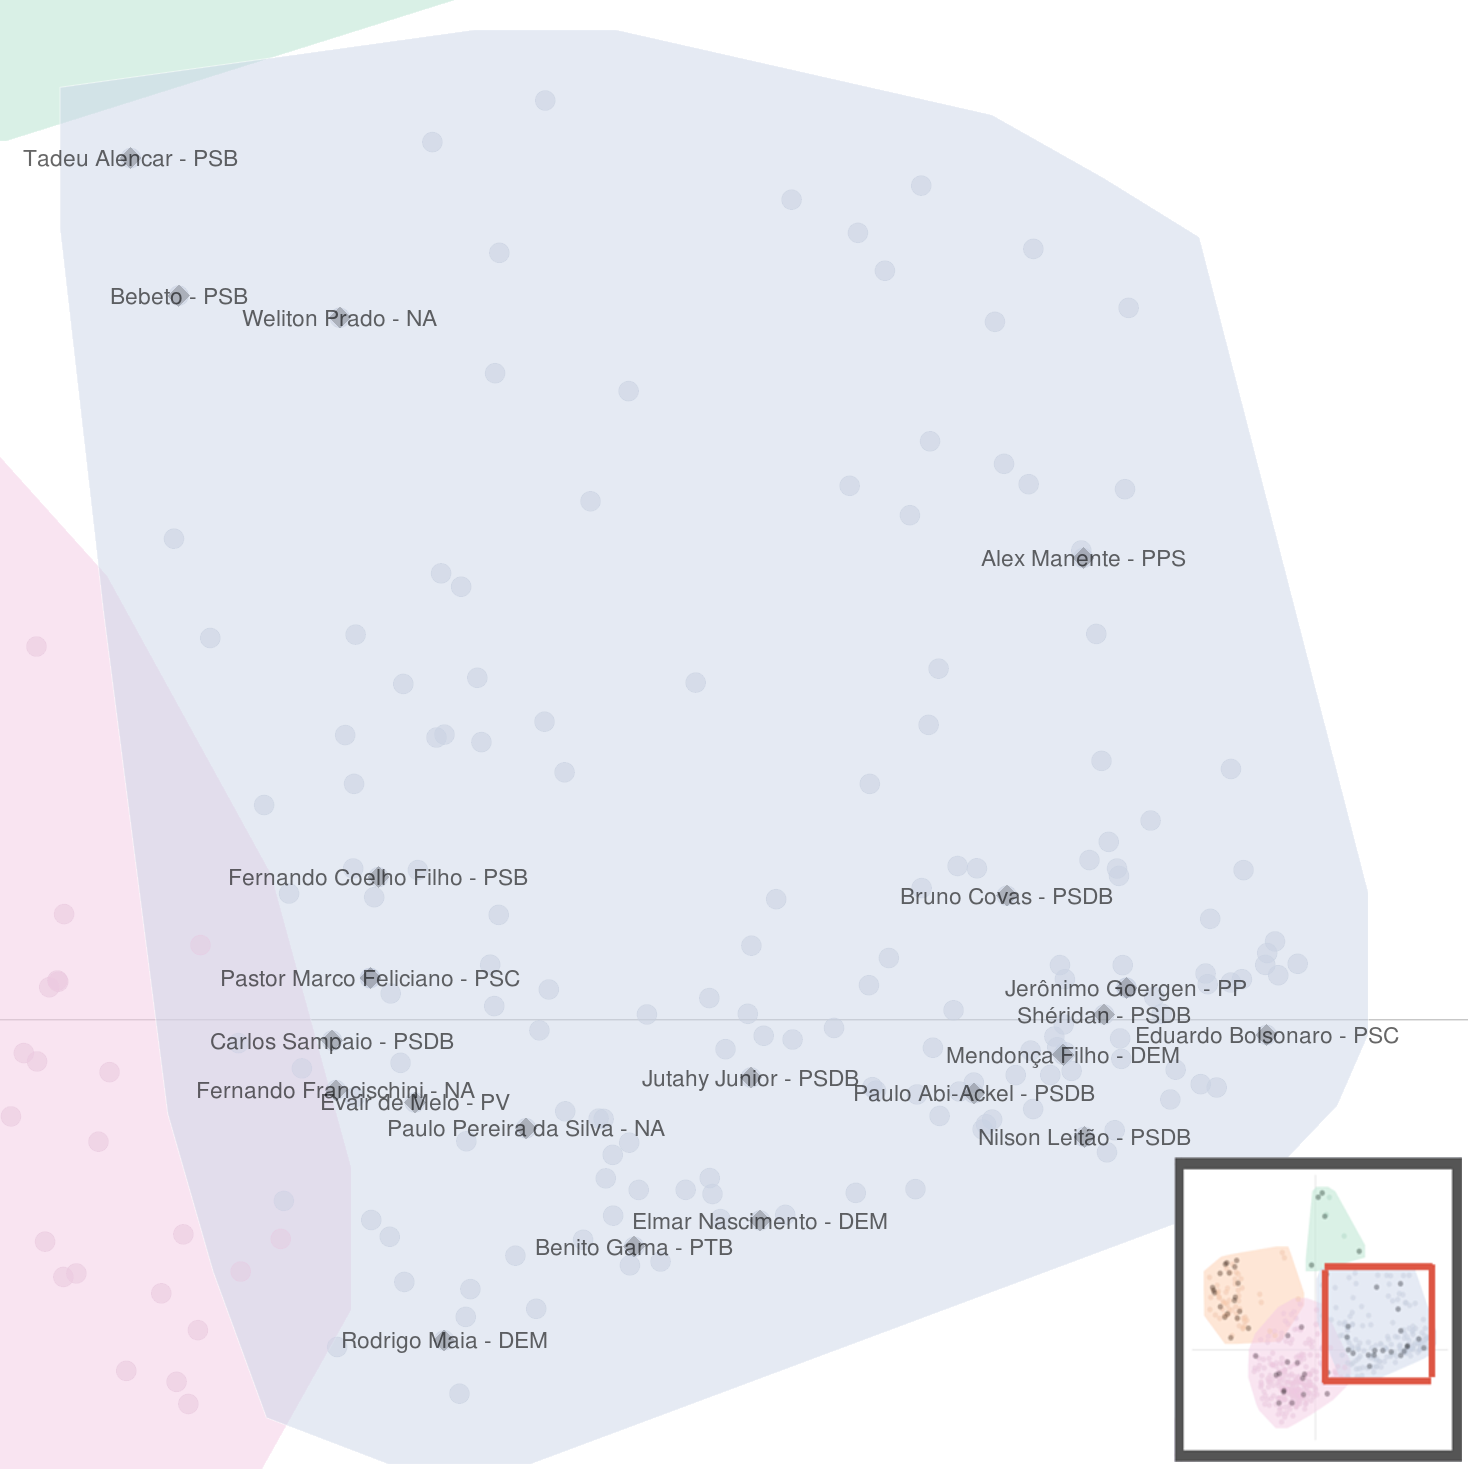 Tadeu Alencar - PSB
Bebeto - PSB
Weliton Prado - NA
Alex Manente - PPS
Fernando Coelho Filho - PSB
Bruno Covas - PSDB
Pastor Marco Feliciano - PSC
Jerônimo Goergen - PP
Shéridan - PSDB
Eduardo Bolsonaro - PSC
Carlos Sampaio - PSDB
Mendonça Filho - DEM
Jutahy Junior - PSDB
Fernando Francischini - NA
Paulo Abi-Ackel - PSDB
Evair de Melo - PV
Paulo Pereira da Silva - NA
Nilson Leitão - PSDB
Elmar Nascimento - DEM
Benito Gama - PTB
Rodrigo Maia - DEM